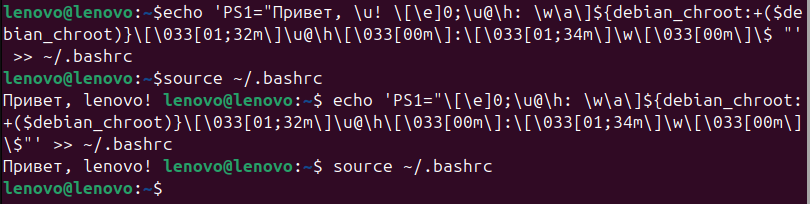 lenovo@lenovo:~$echo 'PS1="Привет, \u! \[\e]0;\u@\h: \w\a\]${debian_chroot:+($de
bian_chroot)}\[\033[01;32m\]\u@\h\[\033[00m\]:\[\033[01;34m\]\w\[\033[00m\]\$ "'
 >> ~/.bashrc
lenovo@lenovo:~$source ~/.bashrc
Привет, lenovo! lenovo@lenovo:~$ echo 'PS1="\[\e]0;\u@\h: \w\a\]${debian_chroot:
+($debian_chroot)}\[\033[01;32m\]\u@\h\[\033[00m\]:\[\033[01;34m\]\w\[\033[00m\]
\$"' >> ~/.bashrc
Привет, lenovo! lenovo@lenovo:~$ source ~/.bashrc
lenovo@lenovo:~$